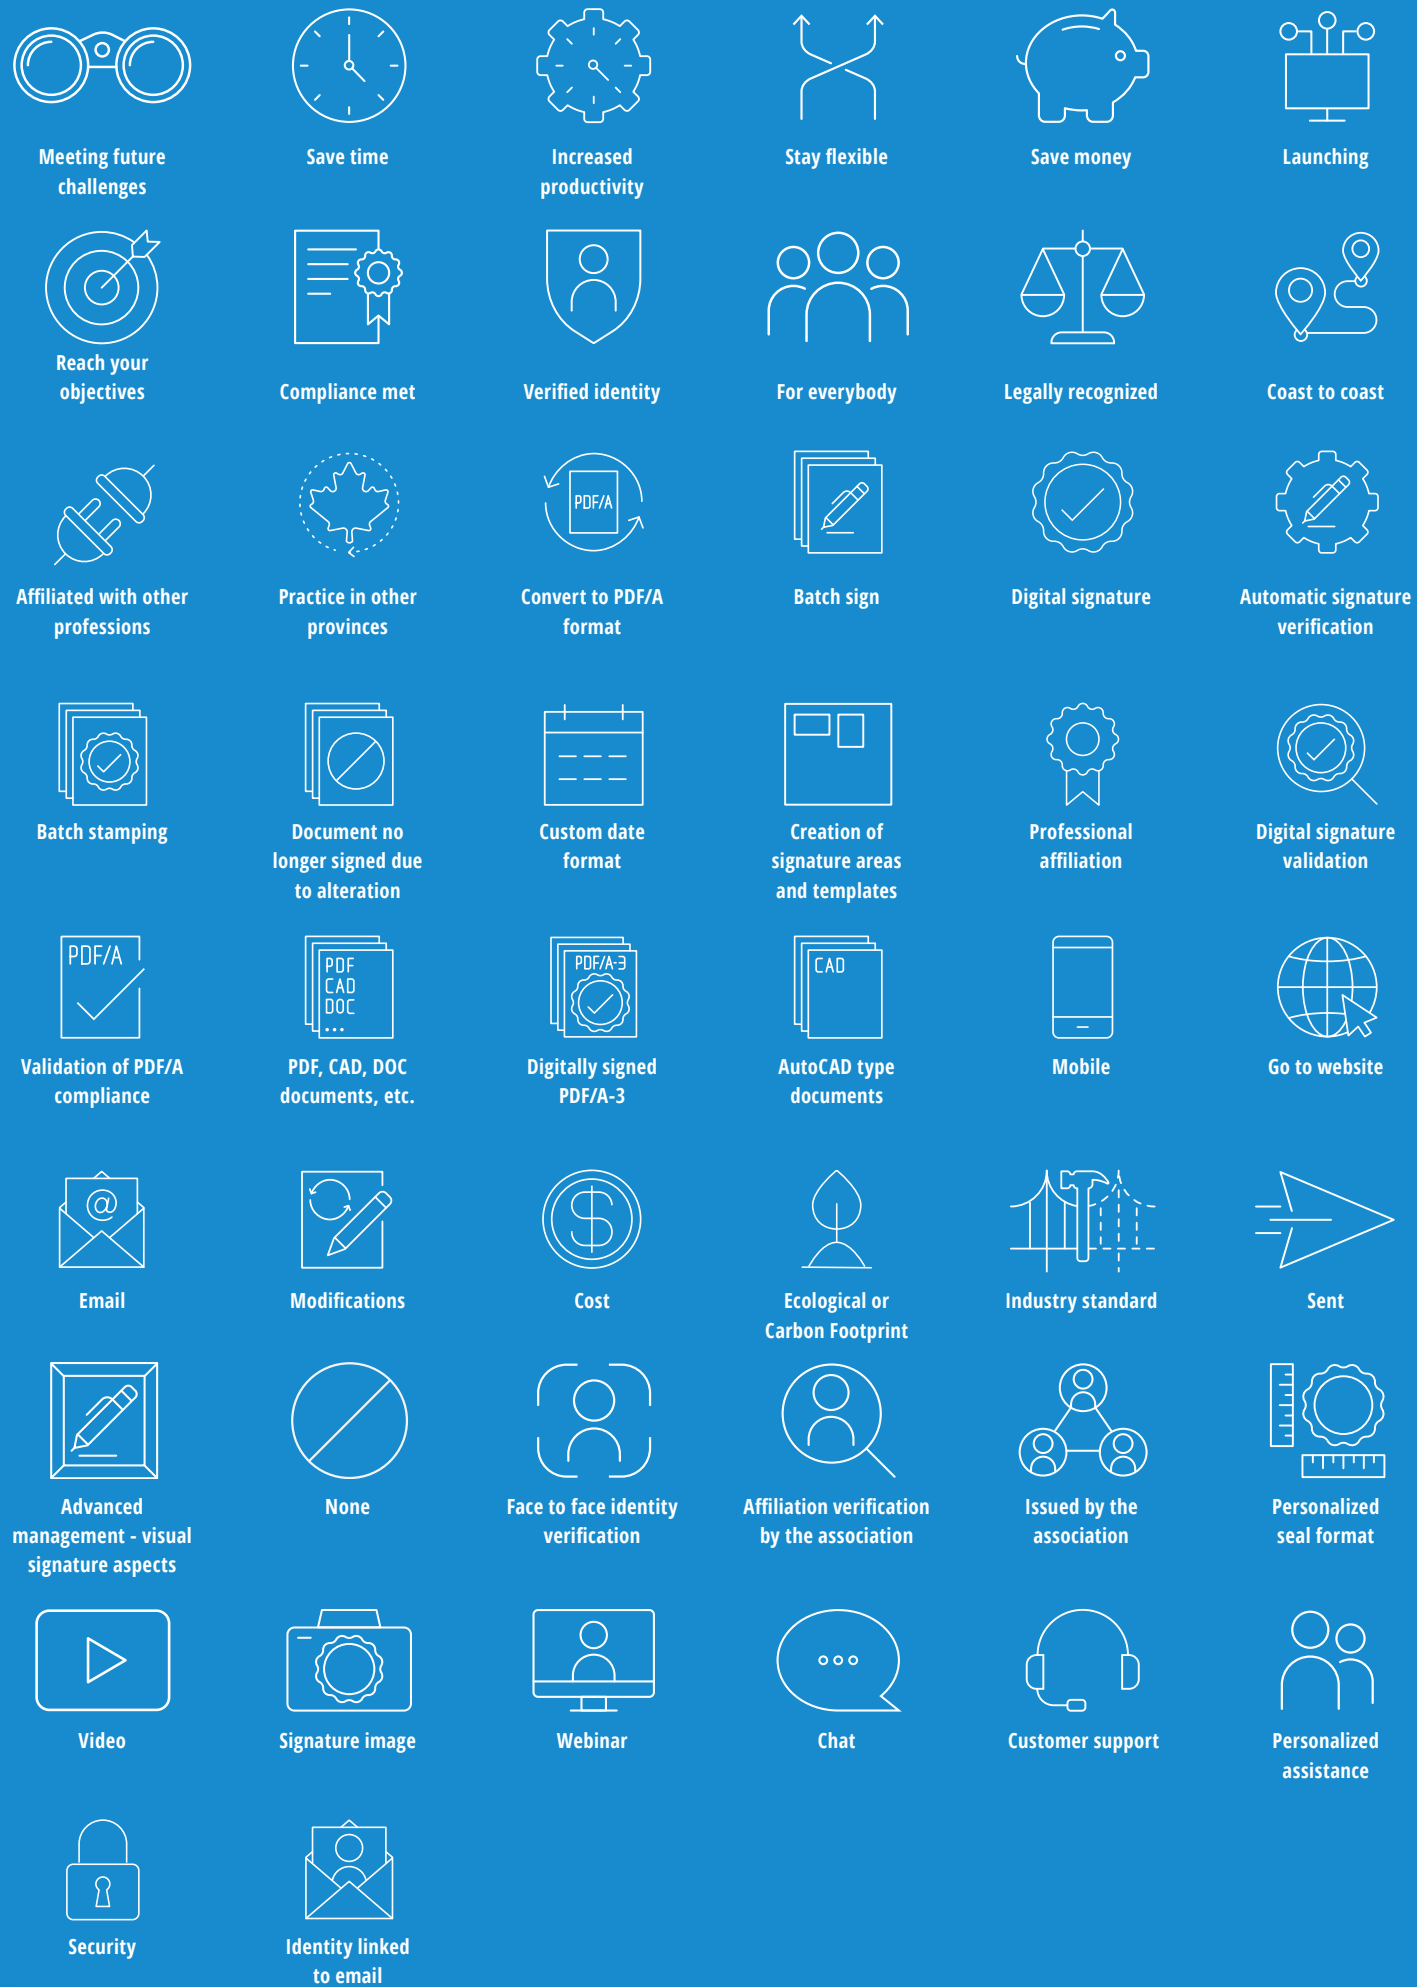 Meeting future
challenges
Save time
Increased
productivity
Stay flexible
Save money
Launching
Reach your
objectives
Compliance met
Verified identity
For everybody
Legally recognized
Coast to coast
PDF/A
Affiliated with other
professions
Practice in other
provinces
Convert to PDF/A
format
Batch sign
Digital signature
Automatic signature
verification
Batch stamping
Document no
longer signed due
to alteration
Custom date
format
Creation of
signature areas
and templates
Professional
affiliation
Digital signature
validation
PDF/A
Validation of PDF/A
compliance
PDF
CAD
DOC
...
PDF, CAD, DOC
documents, etc.
PDF/A-3
Digitally signed
PDF/A-3
CAD
AutoCAD type
documents
Mobile
Go to website
@
Email
Modifications
$
Cost
Ecological or
Carbon Footprint
Industry standard
Sent
Advanced
management - visual
signature aspects
None
Face to face identity
verification
Affiliation verification
by the association
Issued by the
association
Personalized
seal format
Video
Signature image
Webinar
Chat
Customer support
Personalized
assistance
Security
Identity linked
to email